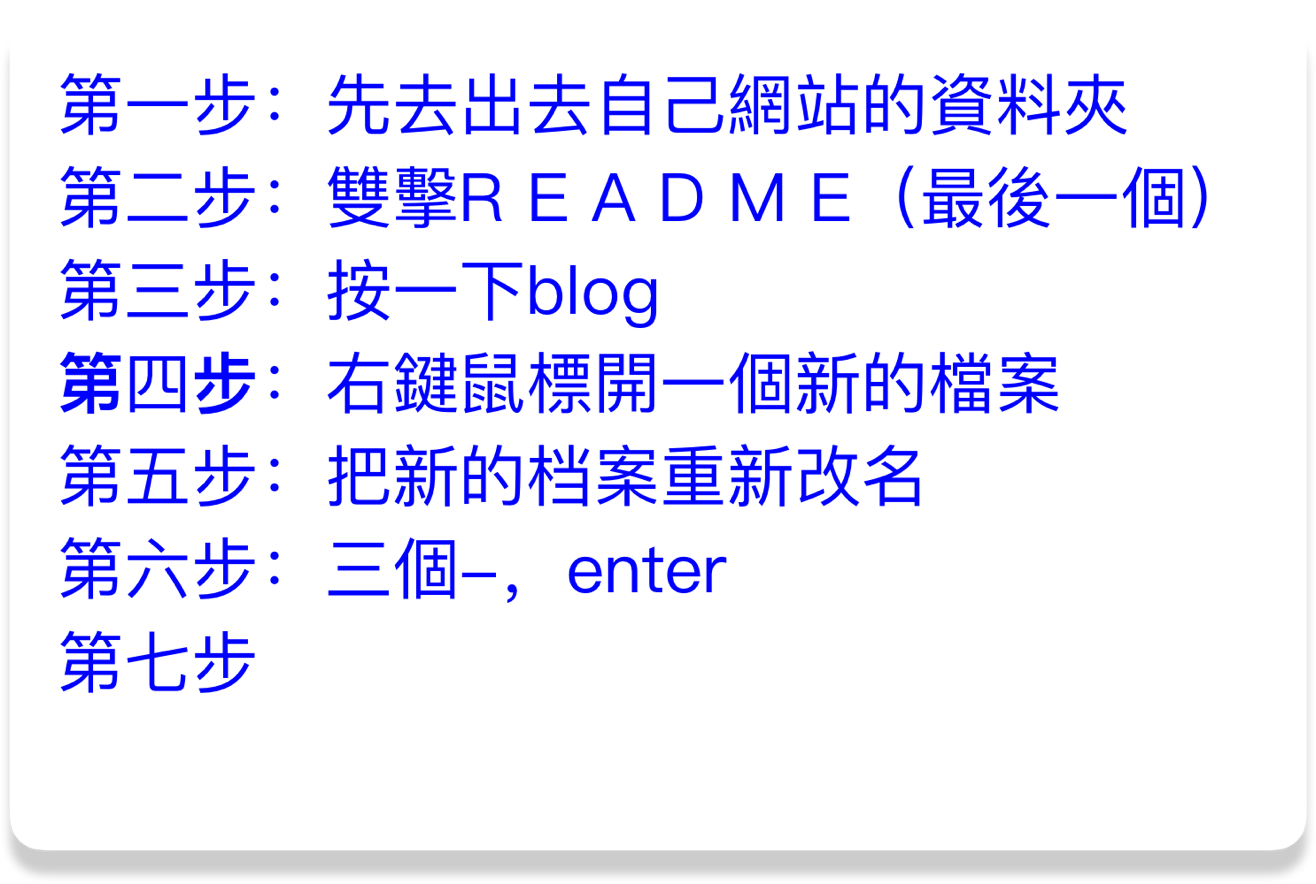 第一步：先去出去自己網站的資料夾
第二步：雙擊R E A D M E（最後一個）
第三步：按一下blog
第四步：右鍵鼠標開一個新的檔案
第五步：把新的档案重新改名
第六步：三個–，enter
第七步